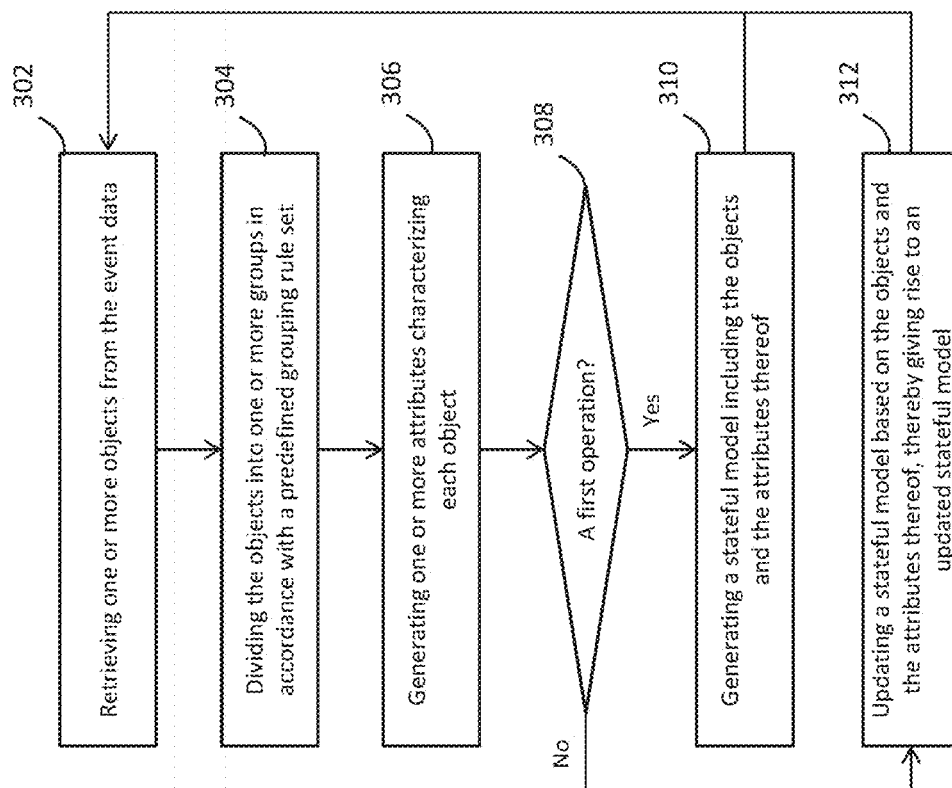 302
Retrieving one or more objects from the event data
304
Dividing the objects into one or more groups in
accordance with a predefined grouping rule set
306
Generating one or more attributes characterizing
each object
308
A first operation?
No
Yes
310
Generating a stateful model including the objects
and the attributes thereof
312
Updating a stateful model based on the objects and
the attributes thereof, thereby giving rise to an
updated stateful model